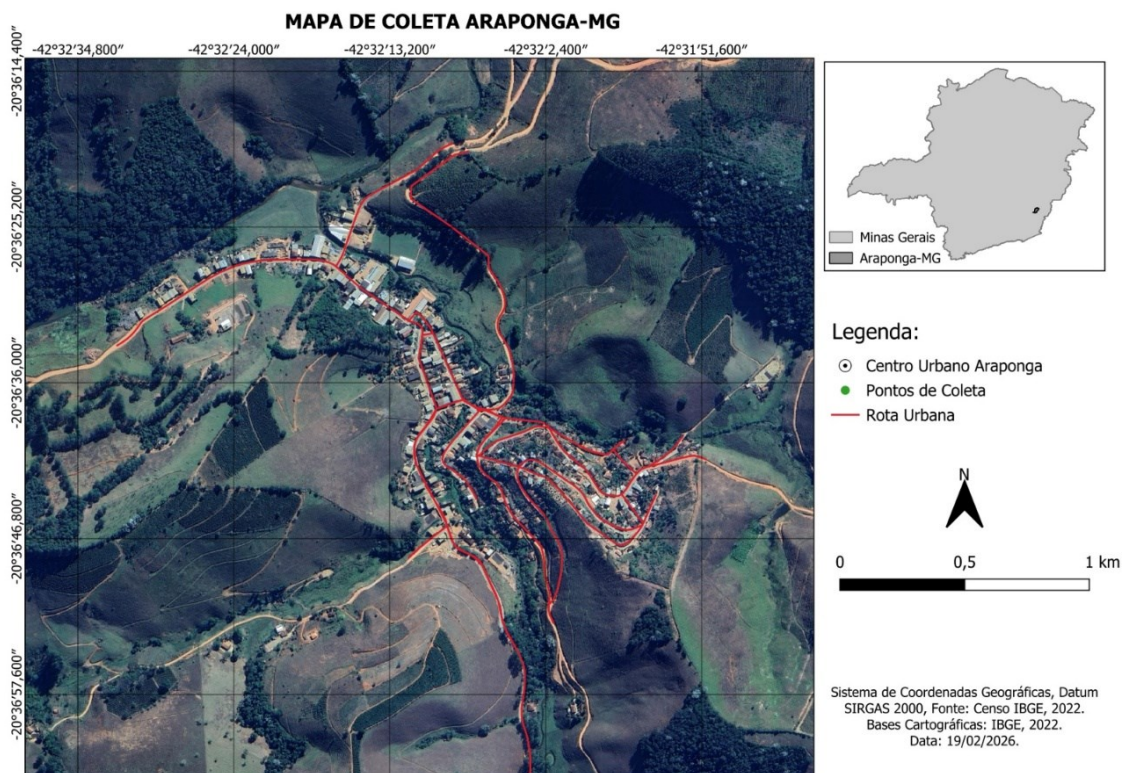 MAPA DE COLETA ARAPONGA-MG
-42°32′34,800″ -42°32′24,000″ -42°32′13,200″ -42°32′2,400″ -42°31′51,600″
-20°36′14,400″
-20°36′25,200″
-20°36′36,000″
-20°36′46,800″
-20°36′57,600″
Minas Gerais
Araponga-MG
Legenda:
Centro Urbano Araponga
Pontos de Coleta
Rota Urbana
N
0 0,5 1 km
Sistema de Coordenadas Geográficas, Datum
SIRGAS 2000, Fonte: Censo IBGE, 2022.
Bases Cartográficas: IBGE, 2022.
Data: 19/02/2026.